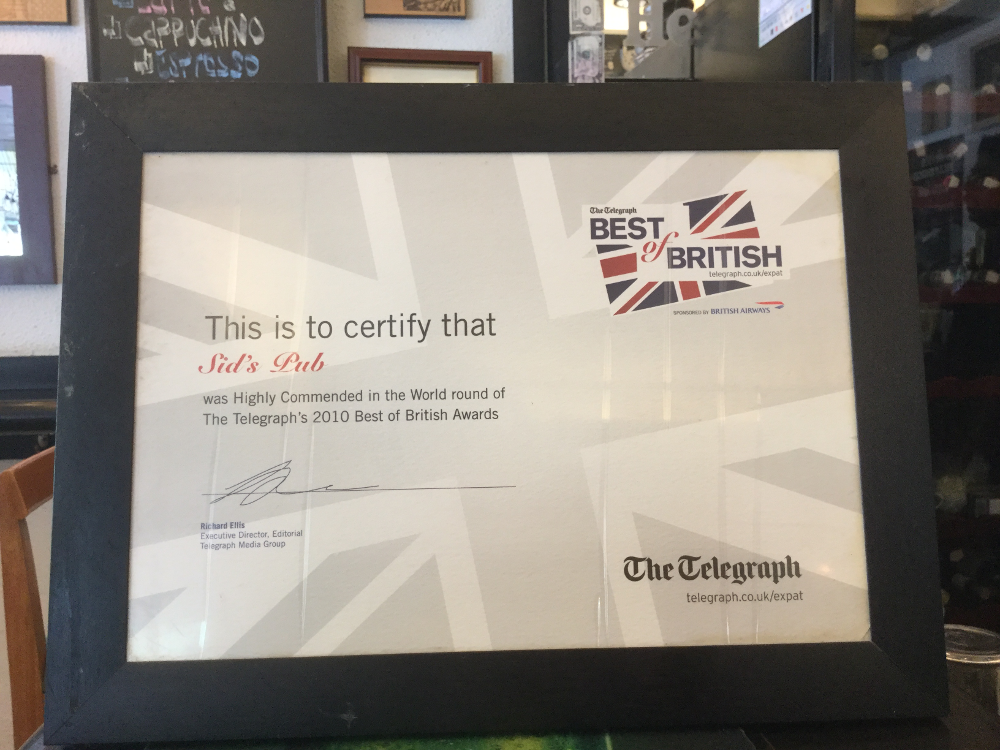 CAPPUCHINO
Espresso
The Telegraph
BEST
of
BRITISH
telegraph.co.uk/expat
SPONSORED BY BRITISH AIRWAYS
This is to certify that
Sid's Pub
was Highly Commended in the World round of
The Telegraph's 2010 Best of British Awards
Richard Ellis
Executive Director, Editorial
Telegraph Media Group
The Telegraph
telegraph.co.uk/expat